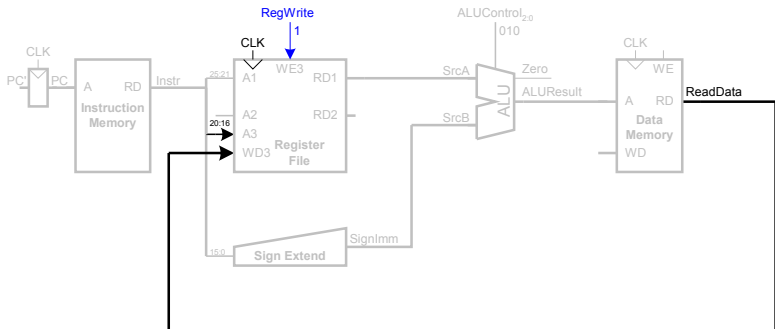 RegWrite
1
ALUControl2:0
010
CLK
CLK
CLK
PC'
PC
A
RD
Instr
Instruction
Memory
25:21
A1
WE3
RD1
SrcA
Zero
ALUResult
ALU
WE
A
RD
ReadData
A2
RD2
20:16
A3
WD3
Register
File
SrcB
Data
Memory
WD
SignImm
15:0
Sign Extend